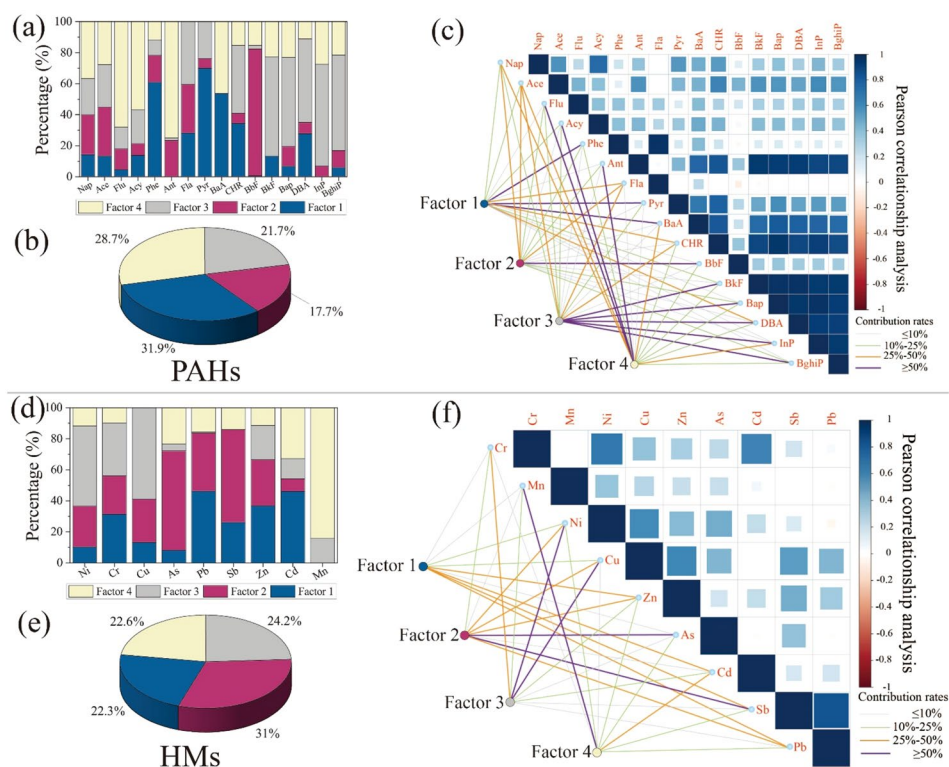 (a)
100
80
60
40
20
0
Percentage (%)
Nap Ace Flu Acy Phe Ant Fla Pyr BaA CHR BbF BkF Bap DBA InP BghiP
Factor 4 Factor 3 Factor 2 Factor 1
(b)
28.7%
21.7%
17.7%
31.9%
PAHs
(c)
Nap Ace Flu Acy Phe Ant Fla Pyr BaA CHR BbF BkF Bap DBA InP BghiP
Nap
Ace
Flu
Acy
Phe
Ant
Fla
Pyr
BaA
CHR
BbF
BkF
Bap
DBA
InP
BghiP
Factor 1
Factor 2
Factor 3
Factor 4
1
0.8
0.6
0.4
0.2
0
-0.2
-0.4
-0.6
-0.8
-1
Pearson correlationship analysis
Contribution rates
≤10%
10%-25%
25%-50%
≥50%
(d)
100
80
60
40
20
0
Percentage (%)
Ni Cr Cu As Pb Sb Zn Cd Mn
Factor 4 Factor 3 Factor 2 Factor 1
(e)
22.6%
24.2%
22.3%
31%
HMs
(f)
Cr Mn Ni Cu Zn As Cd Sb Pb
Cr
Mn
Ni
Cu
Zn
As
Cd
Sb
Pb
Factor 1
Factor 2
Factor 3
Factor 4
1
0.8
0.6
0.4
0.2
0
-0.2
-0.4
-0.6
-0.8
-1
Pearson correlationship analysis
Contribution rates
≤10%
10%-25%
25%-50%
≥50%